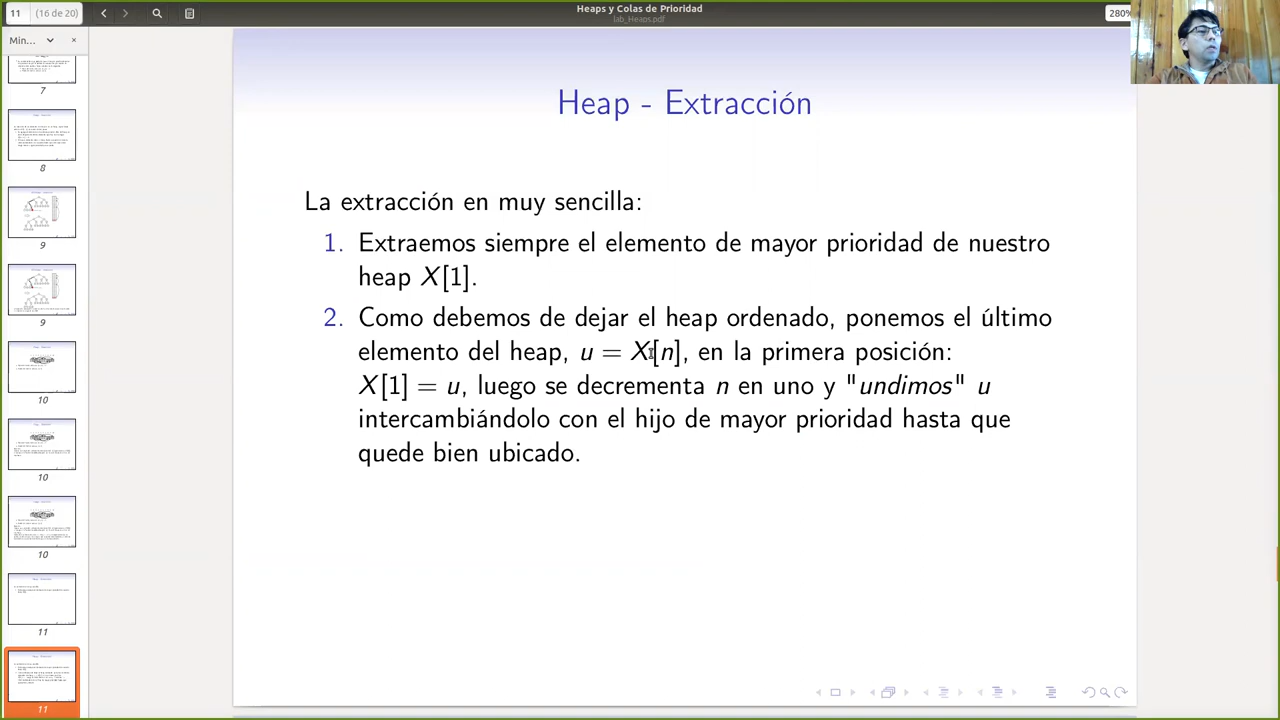 11
(16 de 20)
Heaps y Colas de Prioridad
lab_Heaps.pdf
280%
Min...
7
8
9
9
10
10
10
11
11
Heap - Extracción
La extracción en muy sencilla:
1. Extraemos siempre el elemento de mayor prioridad de nuestro
heap X[1].
2. Como debemos de dejar el heap ordenado, ponemos el último
elemento del heap, u = X[n], en la primera posición:
X[1] = u, luego se decrementa n en uno y "undimos" u
intercambiándolo con el hijo de mayor prioridad hasta que
quede bien ubicado.